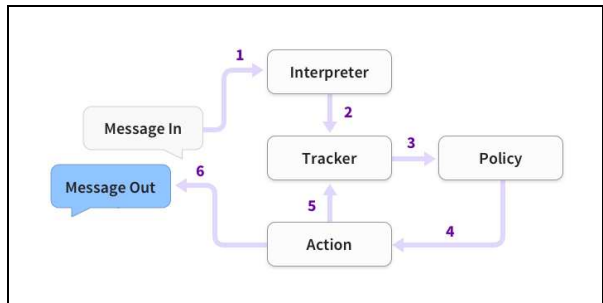 1
Interpreter
2
Message In
Tracker
3
Policy
Message Out
6
5
4
Action